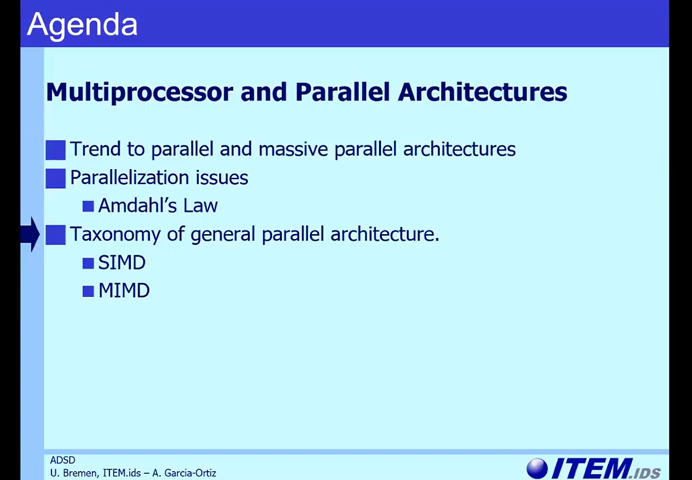 Agenda
Multiprocessor and Parallel Architectures
Trend to parallel and massive parallel architectures
Parallelization issues
Amdahl's Law
Taxonomy of general parallel architecture.
SIMD
MIMD
ADSD
U. Bremen, ITEM.ids – A. Garcia-Ortiz
ITEM.IDS